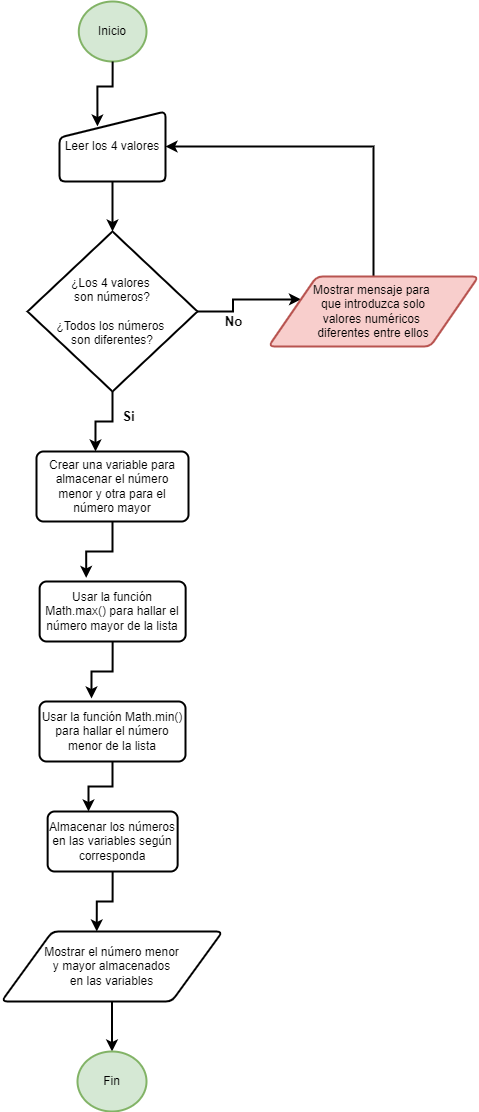 Inicio
Leer los 4 valores
¿Los 4 valores
son números?
¿Todos los números
son diferentes?
No
Mostrar mensaje para
que introduzca solo
valores numéricos
diferentes entre ellos
Si
Crear una variable para
almacenar el número
menor y otra para el
número mayor
Usar la función
Math.max() para hallar el
número mayor de la lista
Usar la función Math.min()
para hallar el número
menor de la lista
Almacenar los números
en las variables según
corresponda
Mostrar el número menor
y mayor almacenados
en las variables
Fin